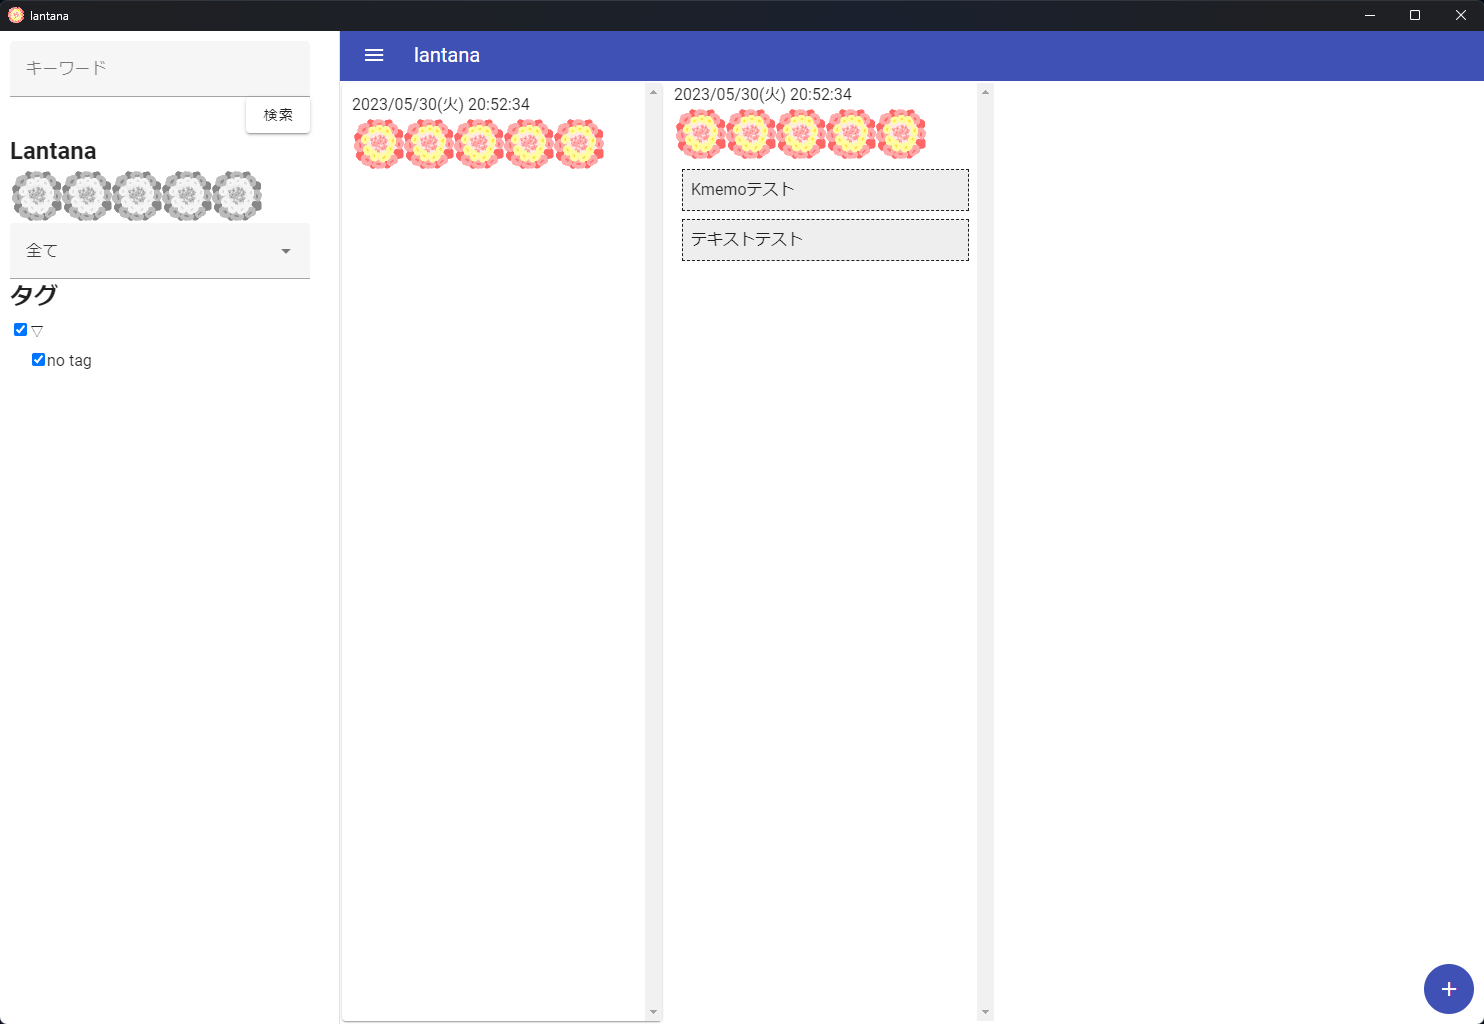 lantana
キーワード
検索
Lantana
全て
タグ
▽
no tag
lantana
2023/05/30(火) 20:52:34
2023/05/30(火) 20:52:34
Kmemoテスト
テキストテスト